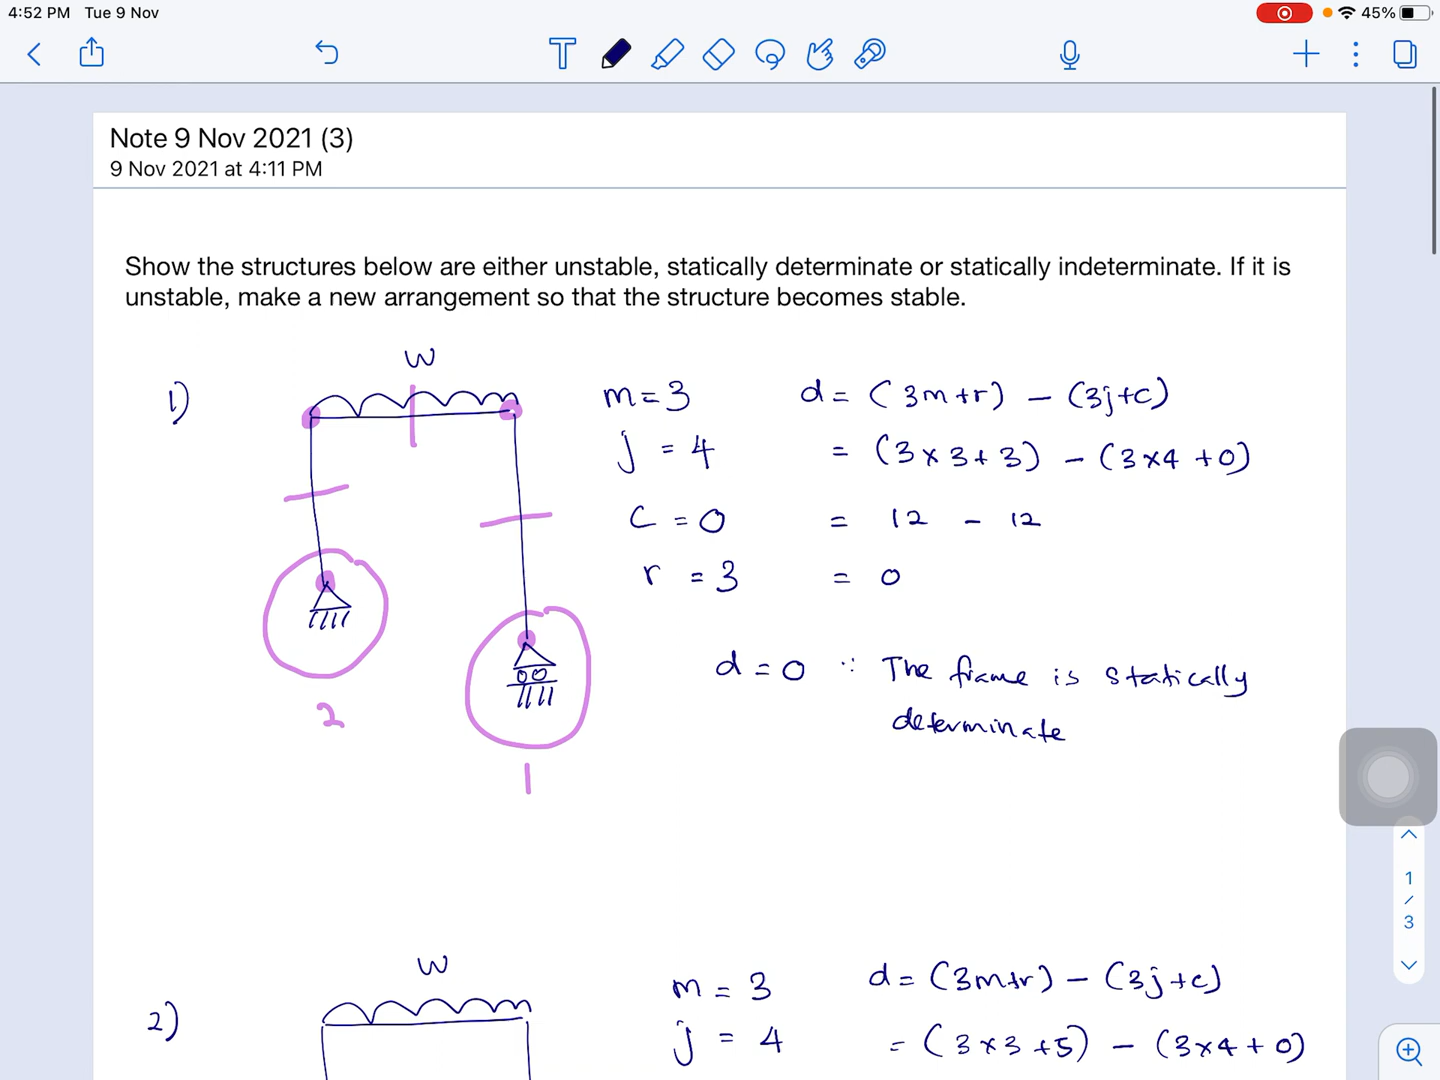 4:52 PM Tue 9 Nov
45%
T
Note 9 Nov 2021 (3)
9 Nov 2021 at 4:11 PM
Show the structures below are either unstable, statically determinate or statically indeterminate. If it is
unstable, make a new arrangement so that the structure becomes stable.
1)
W
2
1
m = 3
j = 4
C = 0
r = 3
d = (3m+r) - (3j+c)
= (3×3+3) - (3×4+0)
= 12 - 12
= 0
d = 0 ∵ The frame is statically
determinate
1
/
3
2)
W
m = 3
j = 4
d = (3m+r) - (3j+c)
= (3×3+5) - (3×4+0)